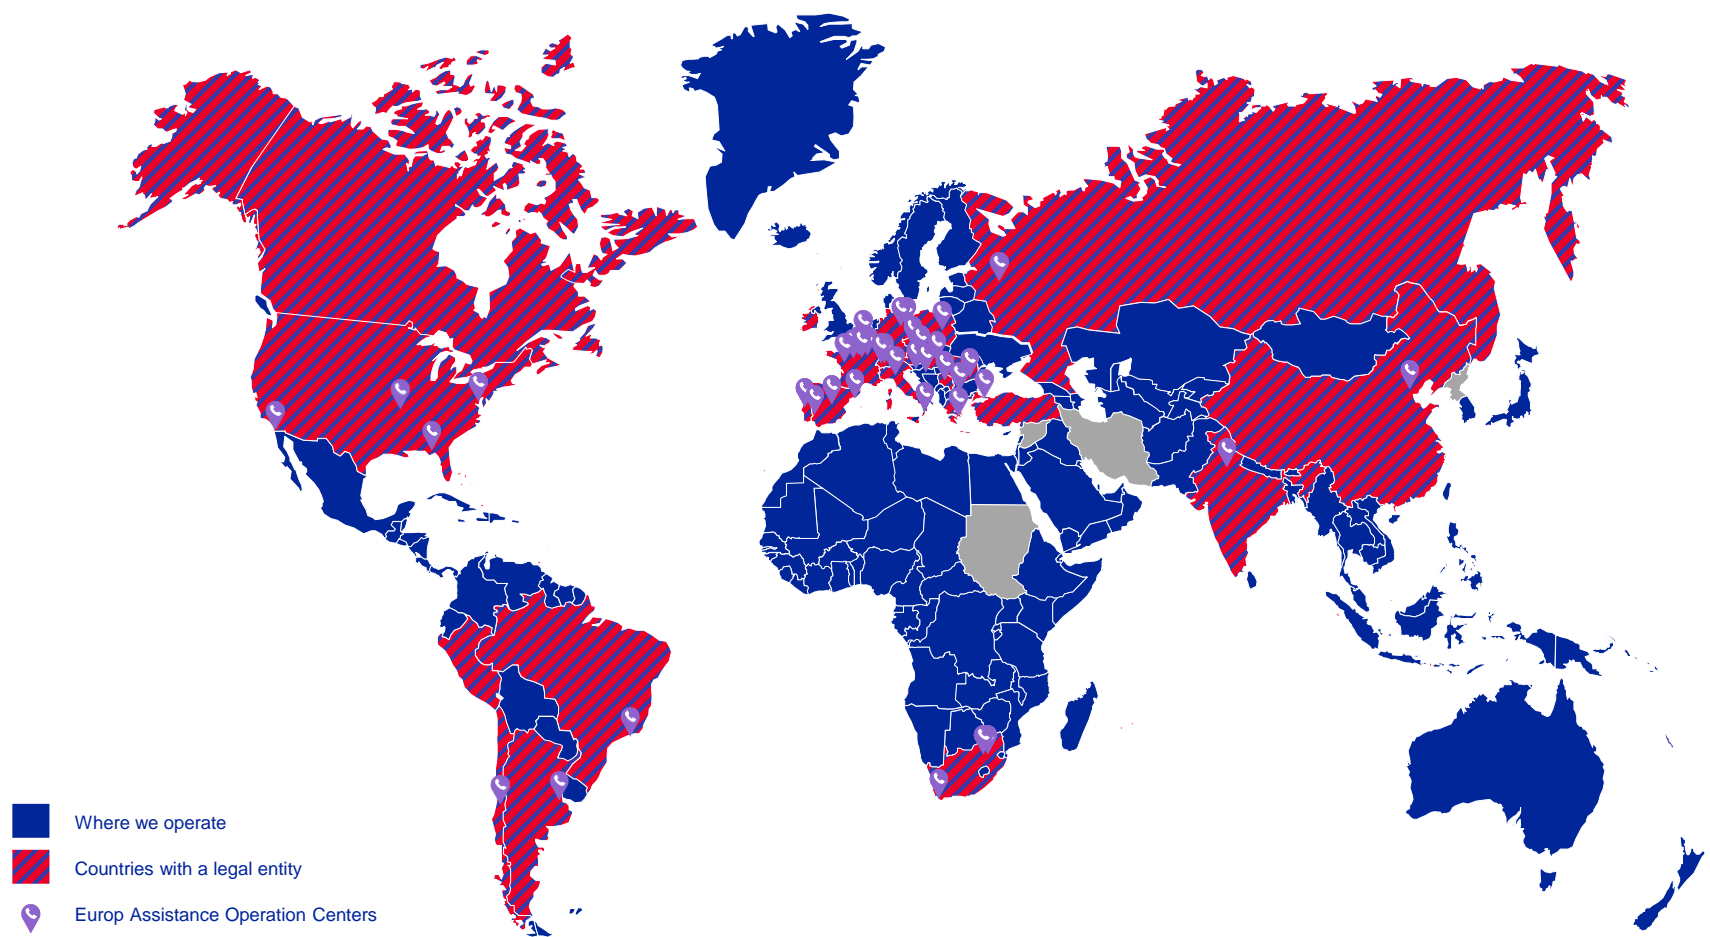 Where we operate
Countries with a legal entity
Europ Assistance Operation Centers